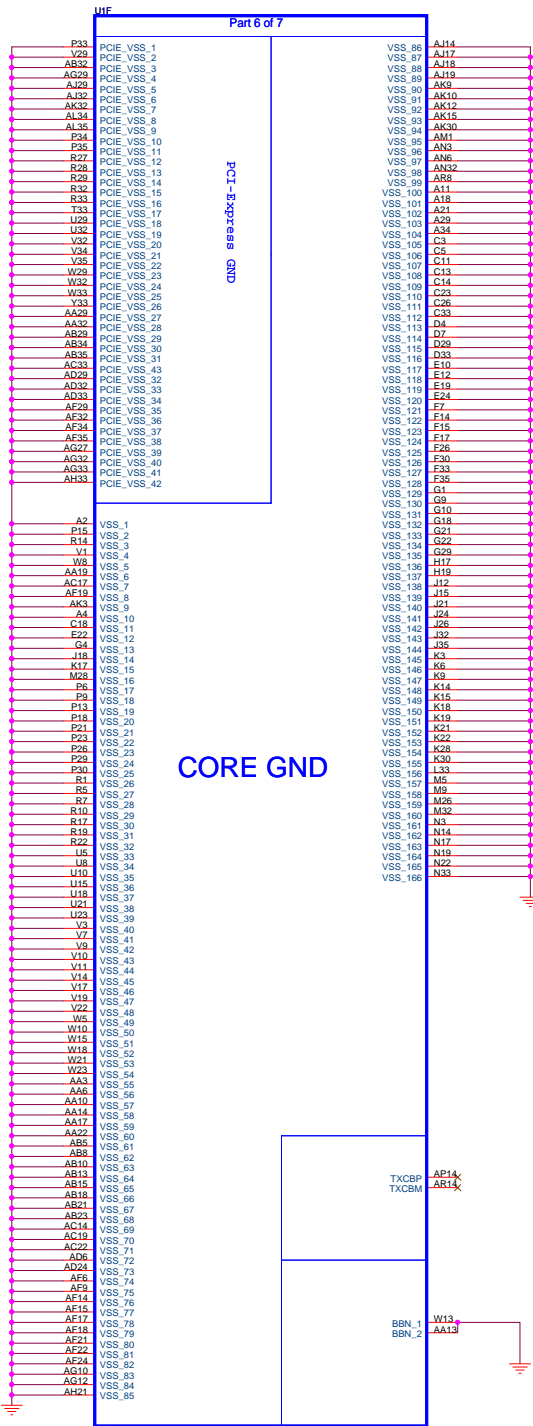 U1F
Part 6 of 7
P33 PCIE_VSS_1
V29 PCIE_VSS_2
AB32 PCIE_VSS_3
AG29 PCIE_VSS_4
AJ29 PCIE_VSS_5
AJ32 PCIE_VSS_6
AK32 PCIE_VSS_7
AL34 PCIE_VSS_8
AL35 PCIE_VSS_9
P34 PCIE_VSS_10
P35 PCIE_VSS_11
R27 PCIE_VSS_12
R28 PCIE_VSS_13
R29 PCIE_VSS_14
R32 PCIE_VSS_15
R33 PCIE_VSS_16
T33 PCIE_VSS_17
U29 PCIE_VSS_18
U32 PCIE_VSS_19
V32 PCIE_VSS_20
V34 PCIE_VSS_21
V35 PCIE_VSS_22
W29 PCIE_VSS_23
W32 PCIE_VSS_24
W33 PCIE_VSS_25
Y33 PCIE_VSS_26
AA29 PCIE_VSS_27
AA32 PCIE_VSS_28
AB29 PCIE_VSS_29
AB34 PCIE_VSS_30
AB35 PCIE_VSS_31
AC33 PCIE_VSS_43
AD29 PCIE_VSS_32
AD32 PCIE_VSS_33
AD33 PCIE_VSS_34
AF29 PCIE_VSS_35
AF32 PCIE_VSS_36
AF34 PCIE_VSS_37
AF35 PCIE_VSS_38
AG27 PCIE_VSS_39
AG32 PCIE_VSS_40
AG33 PCIE_VSS_41
AH33 PCIE_VSS_42
PCI-Express GND
A2 VSS_1
P15 VSS_2
R14 VSS_3
V1 VSS_4
W8 VSS_5
AA19 VSS_6
AC17 VSS_7
AF19 VSS_8
AK3 VSS_9
A4 VSS_10
C18 VSS_11
E22 VSS_12
G4 VSS_13
J18 VSS_14
K17 VSS_15
M28 VSS_16
P6 VSS_17
P9 VSS_18
P13 VSS_19
P18 VSS_20
P21 VSS_21
P23 VSS_22
P26 VSS_23
P29 VSS_24
P30 VSS_25
R1 VSS_26
R5 VSS_27
R7 VSS_28
R10 VSS_29
R17 VSS_30
R19 VSS_31
R22 VSS_32
U5 VSS_33
U8 VSS_34
U10 VSS_35
U15 VSS_36
U18 VSS_37
U21 VSS_38
U23 VSS_39
V3 VSS_40
V7 VSS_41
V9 VSS_42
V10 VSS_43
V11 VSS_44
V14 VSS_45
V17 VSS_46
V19 VSS_47
V22 VSS_48
W5 VSS_49
W10 VSS_50
W15 VSS_51
W18 VSS_52
W21 VSS_53
W23 VSS_54
AA3 VSS_55
AA6 VSS_56
AA10 VSS_57
AA14 VSS_58
AA17 VSS_59
AA22 VSS_60
AB5 VSS_61
AB8 VSS_62
AB10 VSS_63
AB13 VSS_64
AB15 VSS_65
AB18 VSS_66
AB21 VSS_67
AB23 VSS_68
AC14 VSS_69
AC19 VSS_70
AC22 VSS_71
AD6 VSS_72
AD24 VSS_73
AF6 VSS_74
AF9 VSS_75
AF14 VSS_76
AF15 VSS_77
AF17 VSS_78
AF18 VSS_79
AF21 VSS_80
AF22 VSS_81
AF24 VSS_82
AG10 VSS_83
AG12 VSS_84
AH21 VSS_85
CORE GND
VSS_86 AJ14
VSS_87 AJ17
VSS_88 AJ18
VSS_89 AJ19
VSS_90 AK9
VSS_91 AK10
VSS_92 AK12
VSS_93 AK15
VSS_94 AK30
VSS_95 AM1
VSS_96 AN3
VSS_97 AN6
VSS_98 AN32
VSS_99 AR8
VSS_100 A11
VSS_101 A18
VSS_102 A21
VSS_103 A29
VSS_104 A34
VSS_105 C3
VSS_106 C5
VSS_107 C11
VSS_108 C13
VSS_109 C14
VSS_110 C23
VSS_111 C26
VSS_112 C33
VSS_113 D4
VSS_114 D7
VSS_115 D29
VSS_116 D33
VSS_117 E10
VSS_118 E12
VSS_119 E19
VSS_120 E24
VSS_121 F7
VSS_122 F14
VSS_123 F15
VSS_124 F17
VSS_125 F26
VSS_126 F30
VSS_127 F33
VSS_128 F35
VSS_129 G1
VSS_130 G9
VSS_131 G10
VSS_132 G18
VSS_133 G21
VSS_134 G22
VSS_135 G29
VSS_136 H17
VSS_137 H19
VSS_138 J12
VSS_139 J15
VSS_140 J21
VSS_141 J24
VSS_142 J26
VSS_143 J32
VSS_144 J35
VSS_145 K3
VSS_146 K6
VSS_147 K9
VSS_148 K14
VSS_149 K15
VSS_150 K18
VSS_151 K19
VSS_152 K21
VSS_153 K22
VSS_154 K28
VSS_155 K30
VSS_156 L33
VSS_157 M5
VSS_158 M9
VSS_159 M26
VSS_160 M32
VSS_161 N3
VSS_162 N14
VSS_163 N17
VSS_164 N19
VSS_165 N22
VSS_166 N33
TXCBP AP14
TXCBM AR14
BBN_1 W13
BBN_2 AA13